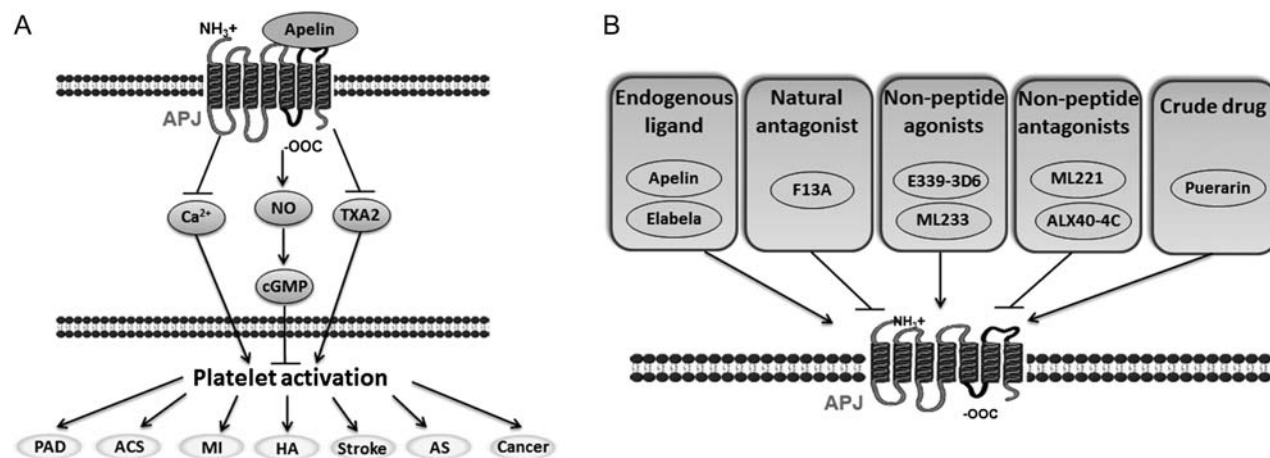 A
NH₃+
Apelin
APJ
-OOC
Ca²⁺
NO
TXA2
cGMP
Platelet activation
PAD
ACS
MI
HA
Stroke
AS
Cancer
B
Endogenous
ligand
Apelin
Elabela
Natural
antagonist
F13A
Non-peptide
agonists
E339-3D6
ML233
Non-peptide
antagonists
ML221
ALX40-4C
Crude drug
Puerarin
NH₃+
APJ
-OOC